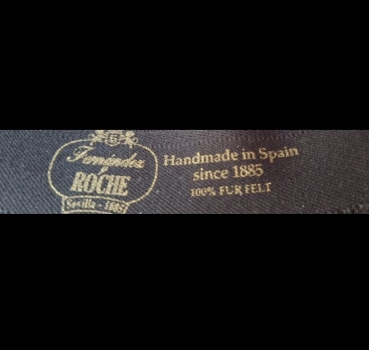 Fernández
y
ROCHE
Sevilla - 1885
Handmade in Spain
since 1885
100% FUR FELT